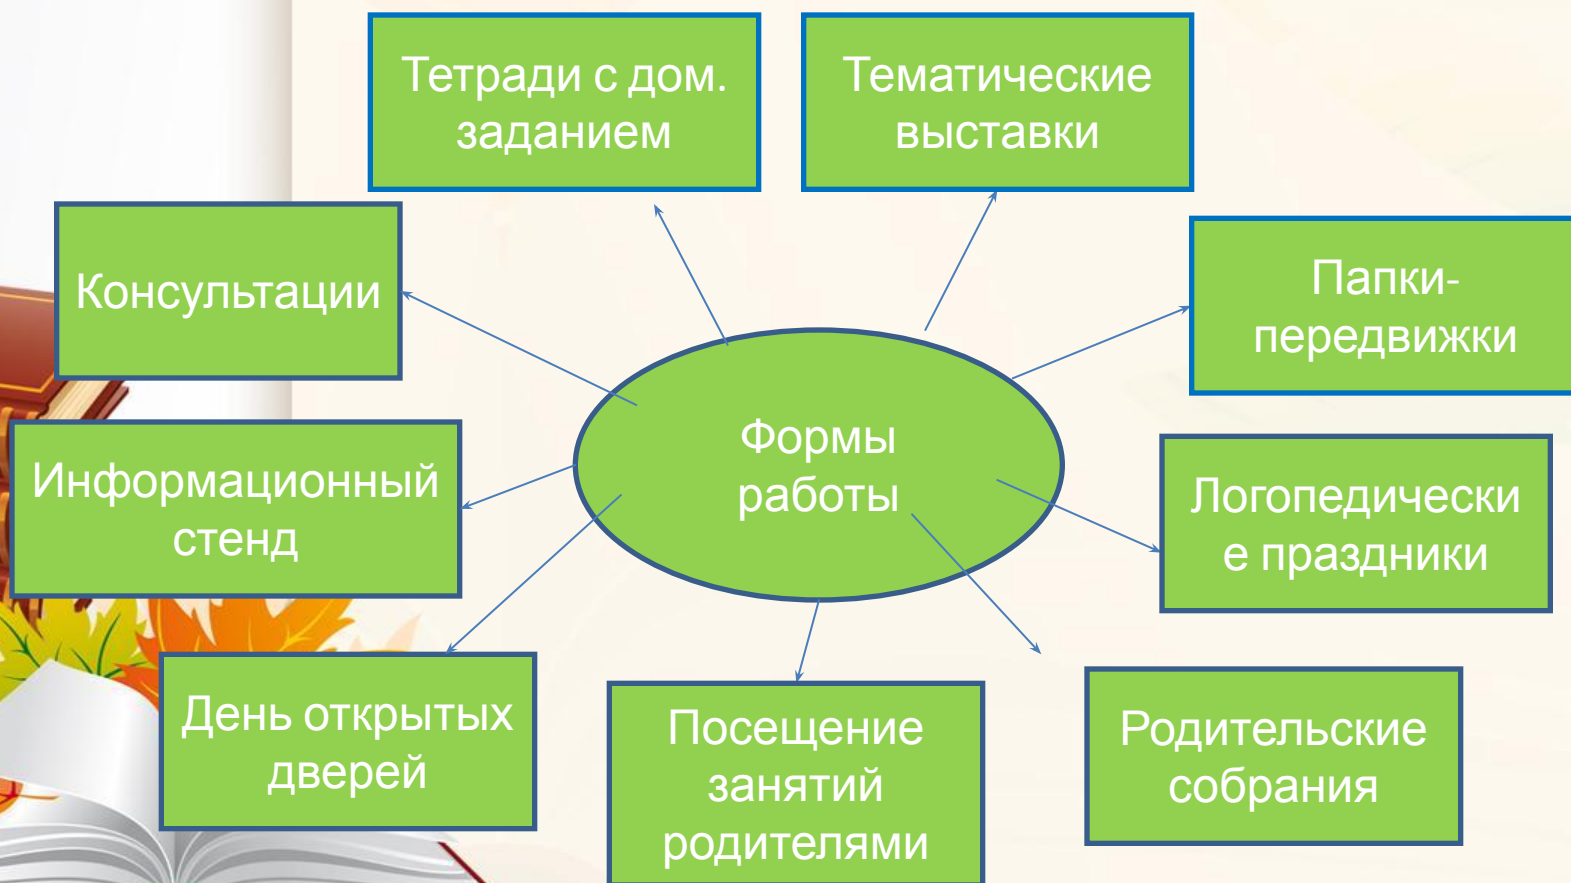 Тетради с дом.
заданием
Тематические
выставки
Консультации
Папки-
передвижки
Формы
работы
Информационный
стенд
Логопедически
е праздники
День открытых
дверей
Посещение
занятий
родителями
Родительские
собрания